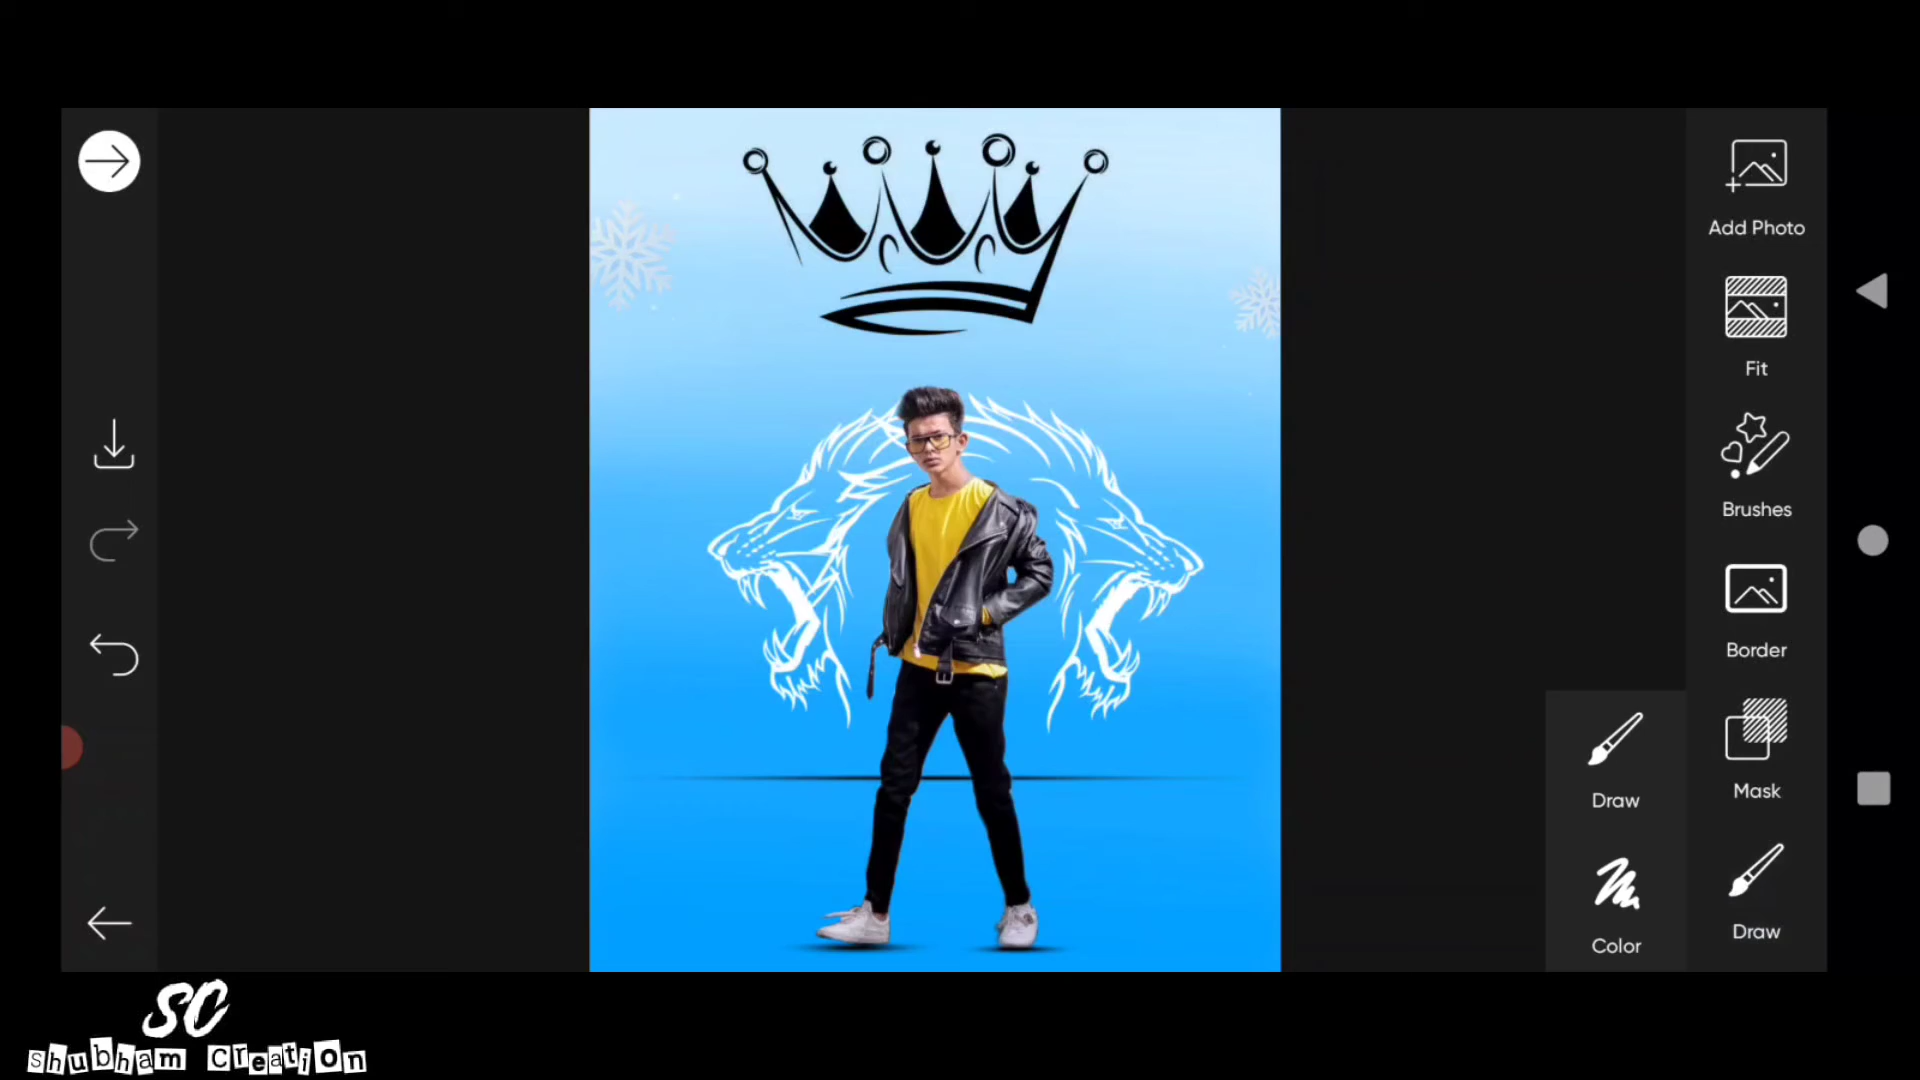 Add Photo
Fit
Brushes
Border
Mask
Draw
Draw
Color
SC
Shubham Creation